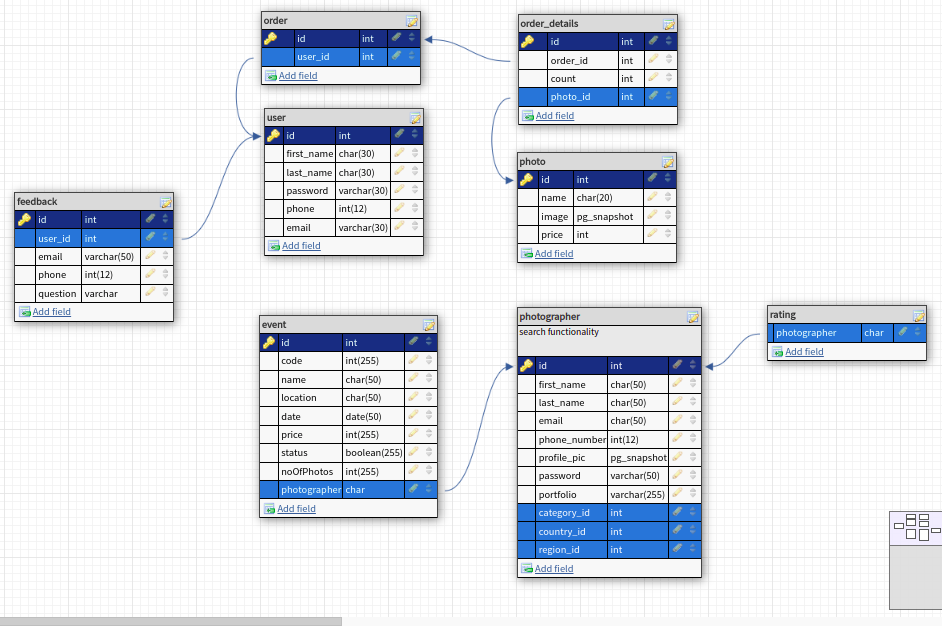 order
id int
user_id int
Add field
order_details
id int
order_id int
count int
photo_id int
Add field
user
id int
first_name char(30)
last_name char(30)
password varchar(30)
phone int(12)
email varchar(30)
Add field
photo
id int
name char(20)
image pg_snapshot
price int
Add field
feedback
id int
user_id int
email varchar(50)
phone int(12)
question varchar
Add field
event
id int
code int(255)
name char(50)
location char(50)
date date(50)
price int(255)
status boolean(255)
noOfPhotos int(255)
photographer char
Add field
photographer
search functionality
id int
first_name char(50)
last_name char(50)
email char(50)
phone_number int(12)
profile_pic pg_snapshot
password varchar(50)
portfolio varchar(255)
category_id int
country_id int
region_id int
Add field
rating
photographer char
Add field